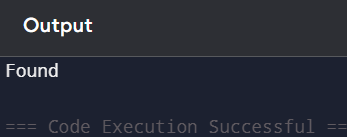 Output
Found
=== Code Execution Successful ==